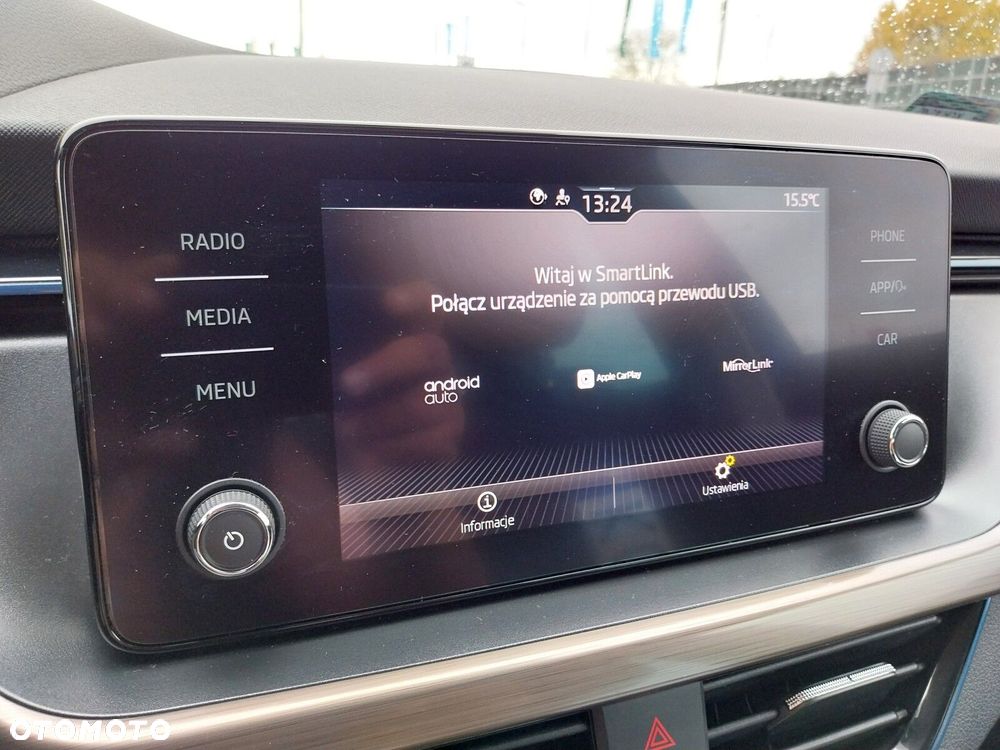 13:24
15.5°C
RADIO
MEDIA
MENU
Witaj w SmartLink.
Połącz urządzenie za pomocą przewodu USB.
android
auto
Apple CarPlay
MirrorLink
Informacje
Ustawienia
PHONE
APP/
CAR
OTOMOTO